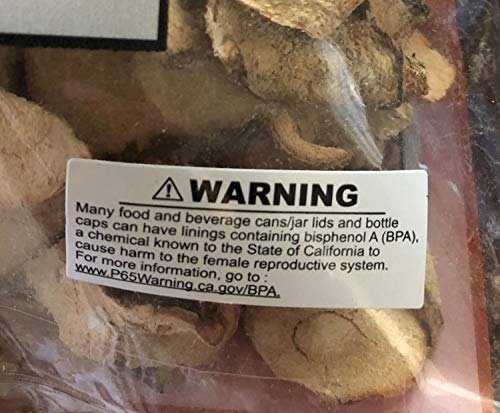 ⚠ WARNING
Many food and beverage cans/jar lids and bottle
caps can have linings containing bisphenol A (BPA),
a chemical known to the State of California to
cause harm to the female reproductive system.
For more information, go to :
www.P65Warning.ca.gov/BPA.